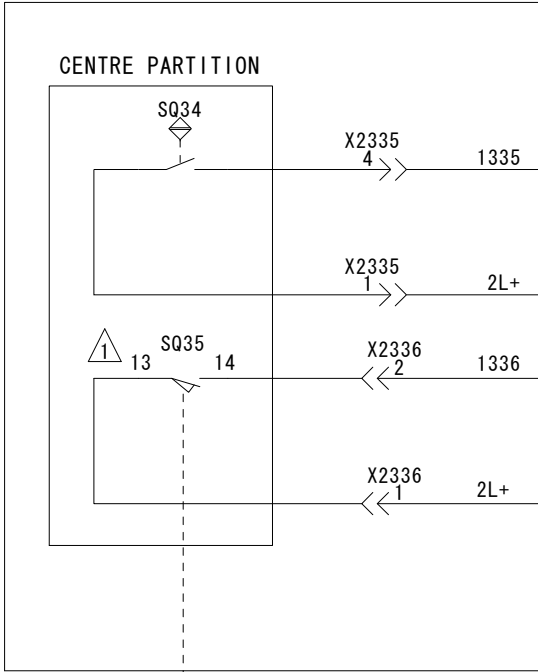 CENTRE PARTITION
SQ34
X2335
4 1335
X2335
1 2L+
1 13 SQ35 14
X2336
2 1336
X2336
1 2L+